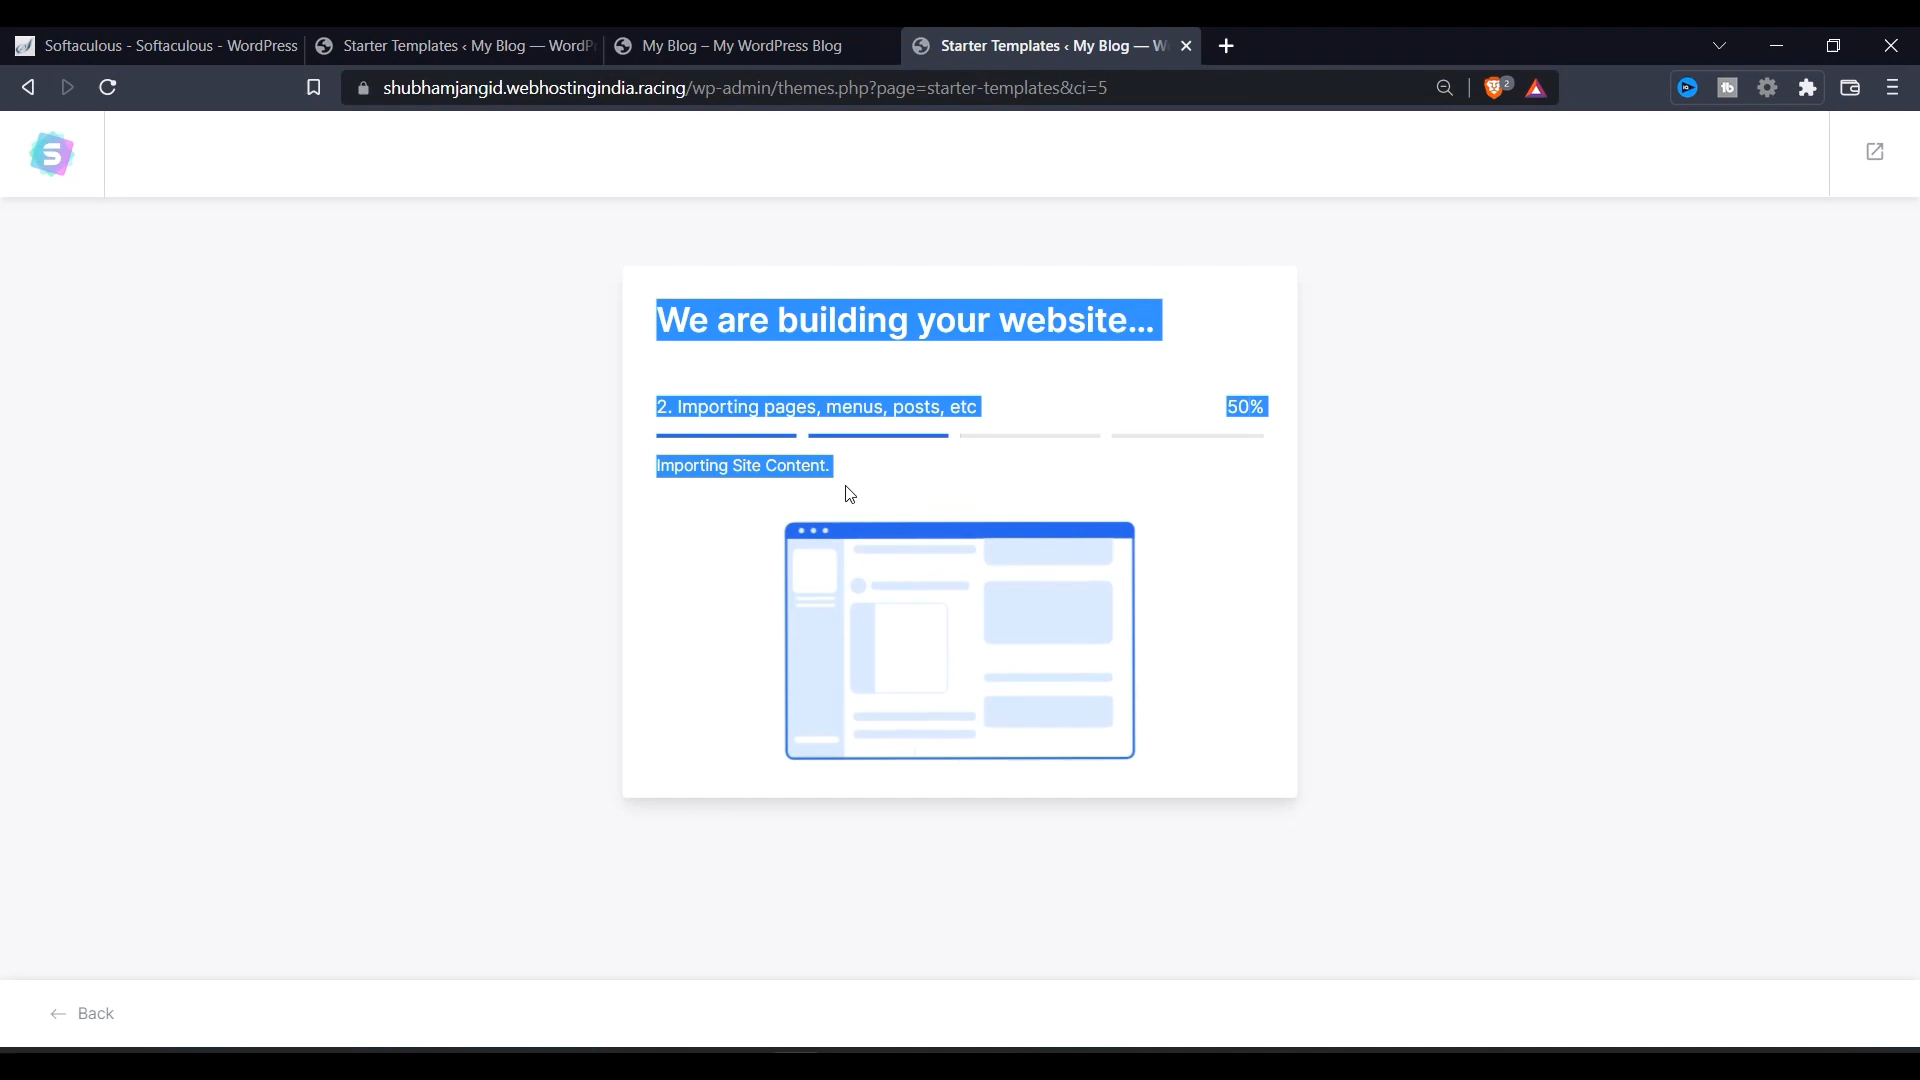 Softaculous - Softaculous - WordPress
Starter Templates ‹ My Blog — WordP
My Blog – My WordPress Blog
Starter Templates ‹ My Blog — W
shubhamjangid.webhostingindia.racing/wp-admin/themes.php?page=starter-templates&ci=5
2
tb
S
We are building your website...
2. Importing pages, menus, posts, etc
50%
Importing Site Content.
← Back